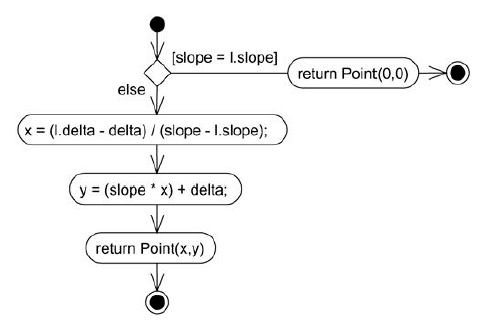 [slope = l.slope]
return Point(0,0)
else
x = (l.delta - delta) / (slope - l.slope);
y = (slope * x) + delta;
return Point(x,y)